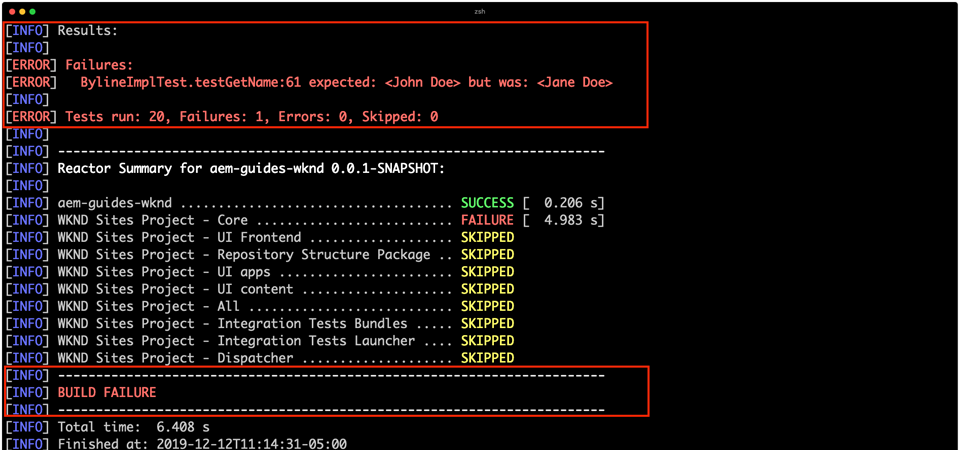 zsh
[INFO] Results:
[INFO]
[ERROR] Failures:
[ERROR]   BylineImplTest.testGetName:61 expected: <John Doe> but was: <Jane Doe>
[INFO]
[ERROR] Tests run: 20, Failures: 1, Errors: 0, Skipped: 0
[INFO]
[INFO] ------------------------------------------------------------------------
[INFO] Reactor Summary for aem-guides-wknd 0.0.1-SNAPSHOT:
[INFO]
[INFO] aem-guides-wknd .................................... SUCCESS [  0.206 s]
[INFO] WKND Sites Project - Core .......................... FAILURE [  4.983 s]
[INFO] WKND Sites Project - UI Frontend ................... SKIPPED
[INFO] WKND Sites Project - Repository Structure Package .. SKIPPED
[INFO] WKND Sites Project - UI apps ....................... SKIPPED
[INFO] WKND Sites Project - UI content .................... SKIPPED
[INFO] WKND Sites Project - All ........................... SKIPPED
[INFO] WKND Sites Project - Integration Tests Bundles ..... SKIPPED
[INFO] WKND Sites Project - Integration Tests Launcher .... SKIPPED
[INFO] WKND Sites Project - Dispatcher .................... SKIPPED
[INFO] ------------------------------------------------------------------------
[INFO] BUILD FAILURE
[INFO] ------------------------------------------------------------------------
[INFO] Total time:  6.408 s
[INFO] Finished at: 2019-12-12T11:14:31-05:00